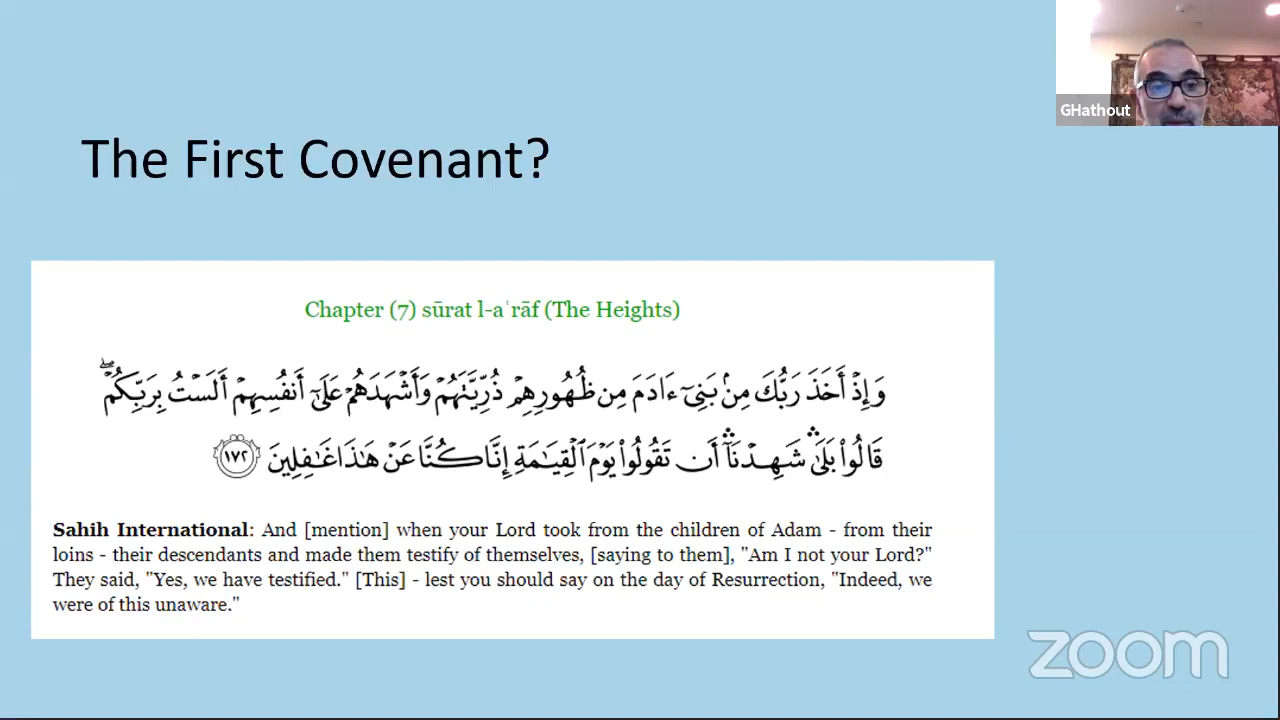 GHathout
The First Covenant?
Chapter (7) sūrat l-aʿrāf (The Heights)
وَإِذْ أَخَذَ رَبُّكَ مِنۢ بَنِىٓ ءَادَمَ مِن ظُهُورِهِمْ ذُرِّيَّتَهُمْ وَأَشْهَدَهُمْ عَلَىٰٓ أَنفُسِهِمْ أَلَسْتُ بِرَبِّكُمْ ۖ
قَالُوا۟ بَلَىٰ ۛ شَهِدْنَآ ۛ أَن تَقُولُوا۟ يَوْمَ ٱلْقِيَـٰمَةِ إِنَّا كُنَّا عَنْ هَـٰذَا غَـٰفِلِينَ ١٧٢
Sahih International: And [mention] when your Lord took from the children of Adam - from their
loins - their descendants and made them testify of themselves, [saying to them], "Am I not your Lord?"
They said, "Yes, we have testified." [This] - lest you should say on the day of Resurrection, "Indeed, we
were of this unaware."
zoom